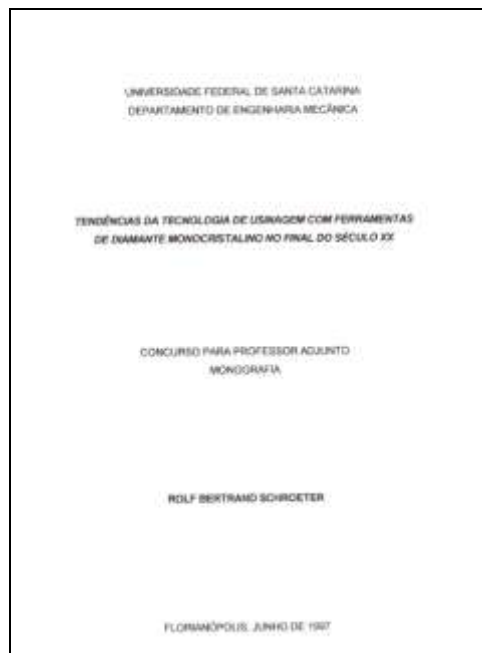 UNIVERSIDADE FEDERAL DE SANTA CATARINA
DEPARTAMENTO DE ENGENHARIA MECÂNICA
TENDÊNCIAS DA TECNOLOGIA DE USINAGEM COM FERRAMENTAS
DE DIAMANTE MONOCRISTALINO NO FINAL DO SÉCULO XX
CONCURSO PARA PROFESSOR ADJUNTO
MONOGRAFIA
ROLF BERTRAND SCHROETER
FLORIANÓPOLIS, JUNHO DE 1997